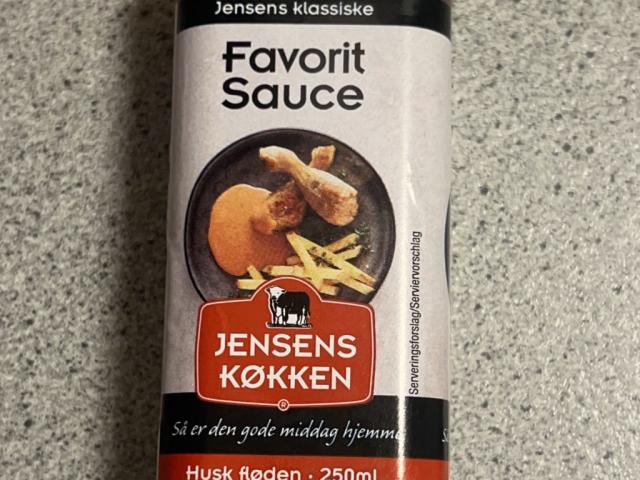 Jensens klassiske
Favorit
Sauce
Serveringsforslag/Serviervorschlag
JENSENS
KØKKEN
®
Så er den gode middag hjemme
Husk fløden · 250ml